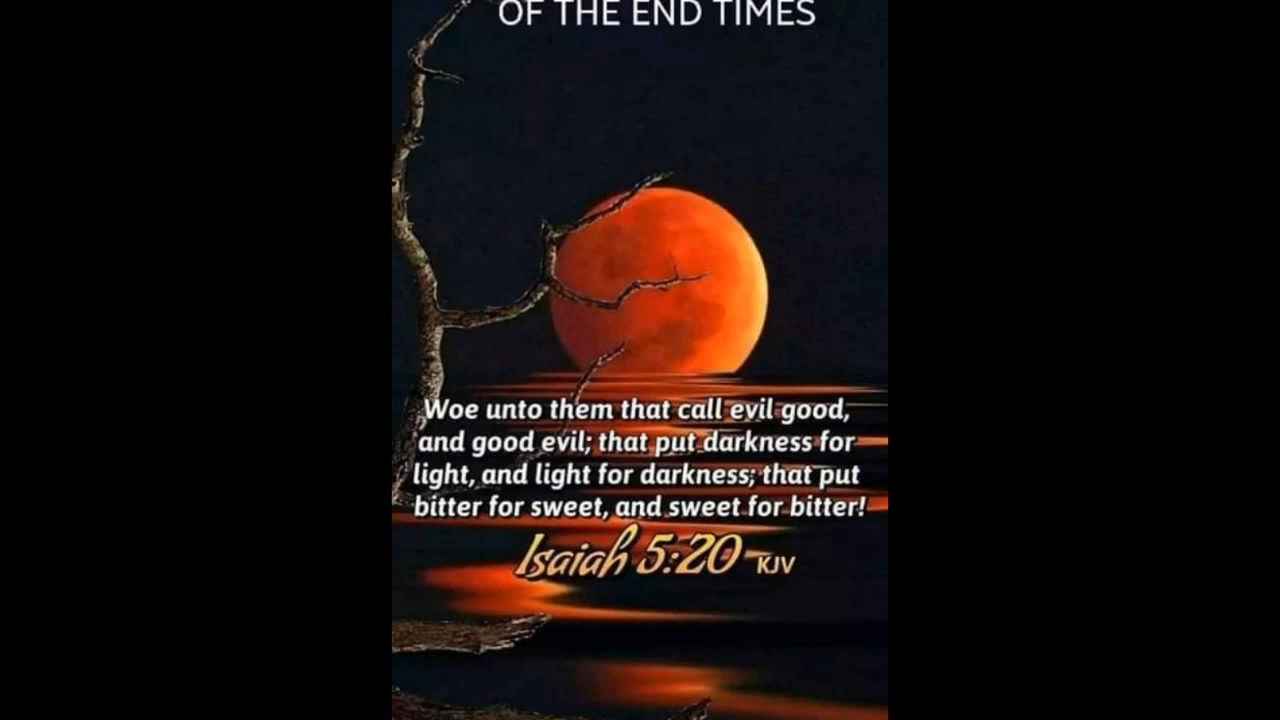 OF THE END TIMES
Woe unto them that call evil good,
and good evil; that put darkness for
light, and light for darkness; that put
bitter for sweet, and sweet for bitter!
Isaiah 5:20 KJV